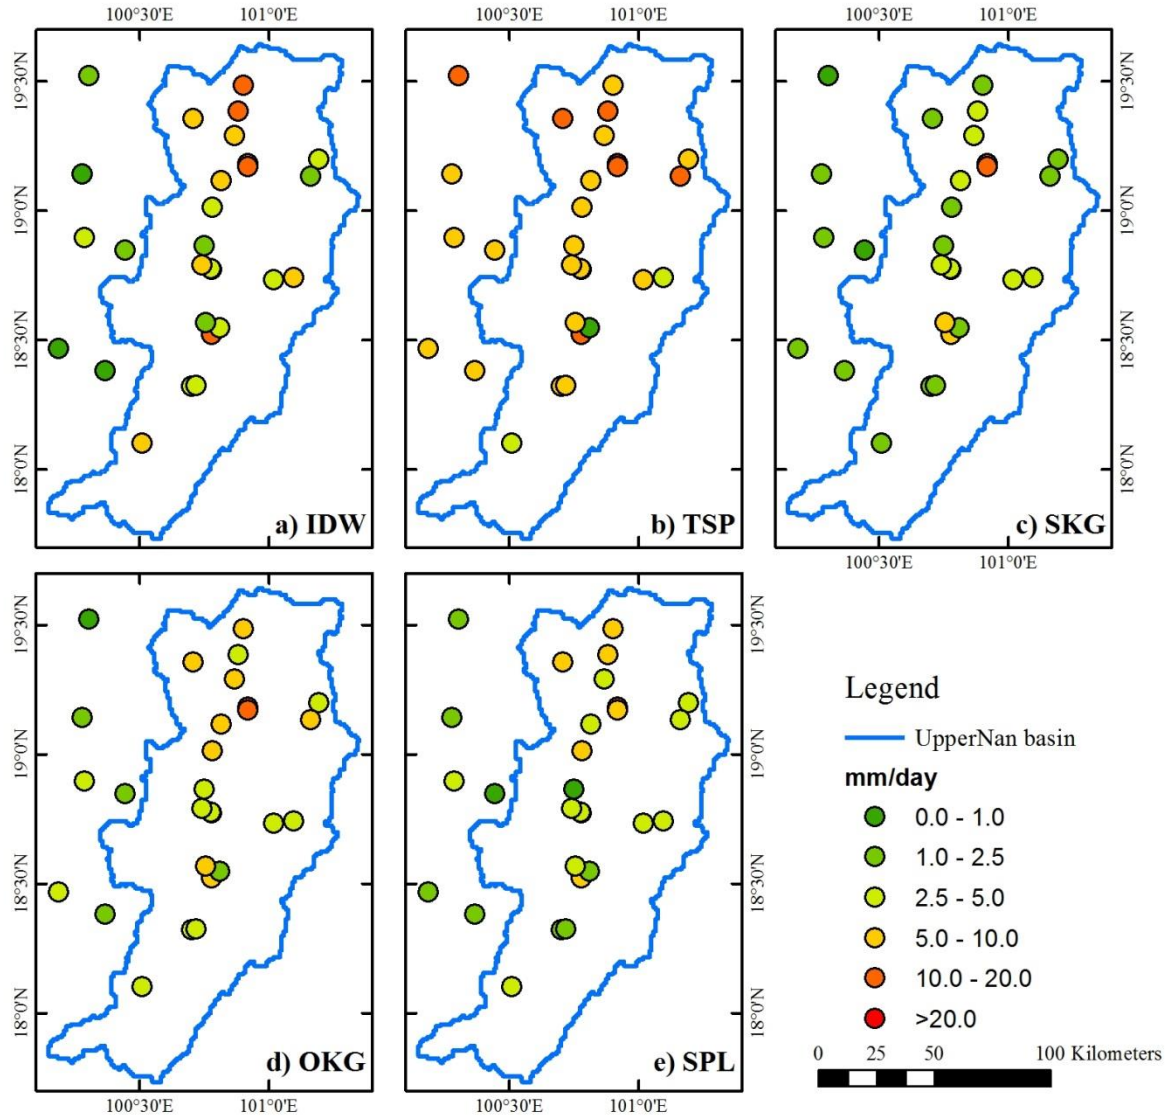 100°30'E 101°0'E 100°30'E 101°0'E 100°30'E 101°0'E
19°30'N 19°30'N
19°0'N 19°0'N
18°30'N 18°30'N
18°0'N 18°0'N
a) IDW b) TSP c) SKG
100°30'E 101°0'E
19°30'N 19°30'N
19°0'N 19°0'N
18°30'N 18°30'N
18°0'N 18°0'N
d) OKG e) SPL
100°30'E 101°0'E 100°30'E 101°0'E
Legend
UpperNan basin
mm/day
0.0 - 1.0
1.0 - 2.5
2.5 - 5.0
5.0 - 10.0
10.0 - 20.0
>20.0
0 25 50 100 Kilometers